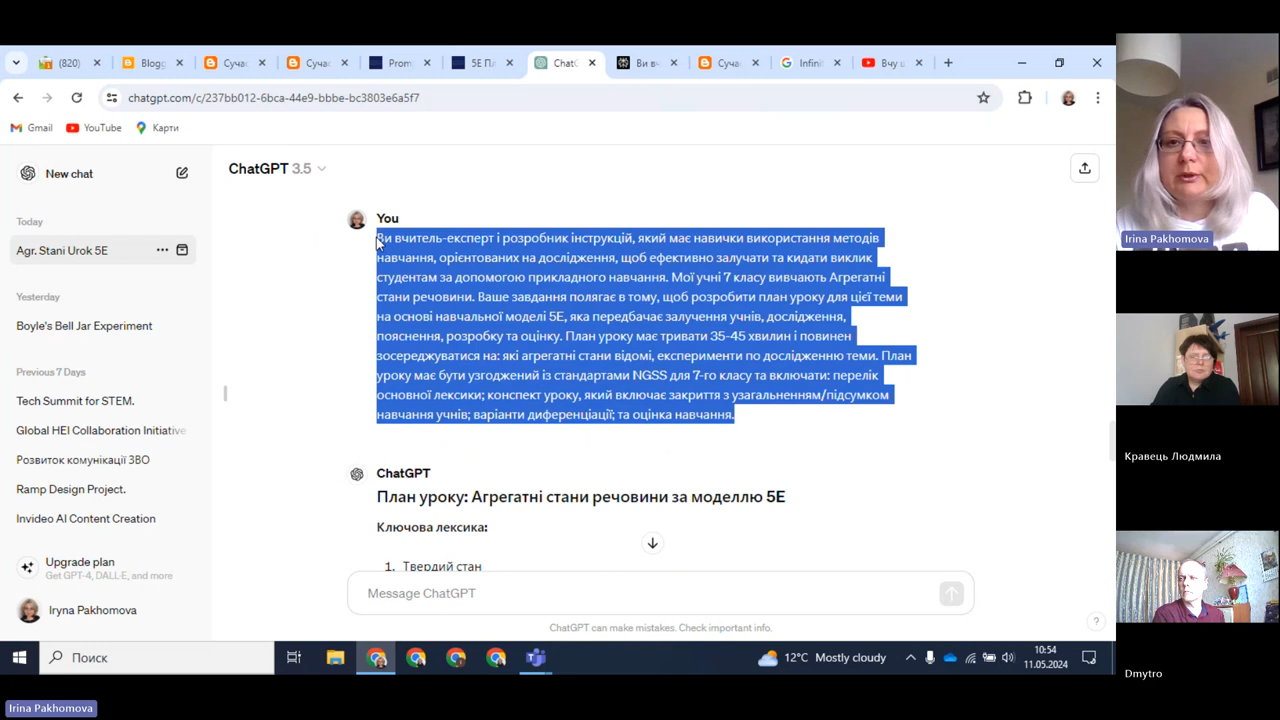 (820)
Blogg
Сучас
Сучас
Prom
5E Пл
ChatG
Ви вч
Сучас
Infinit
Вчу ц
chatgpt.com/c/237bb012-6bca-44e9-bbbe-bc3803e6a5f7
Gmail
YouTube
Карти
New chat
ChatGPT 3.5
Today
Agr. Stani Urok 5E
Yesterday
Boyle's Bell Jar Experiment
Previous 7 Days
Tech Summit for STEM.
Global HEI Collaboration Initiative
Розвиток комунікації ЗВО
Ramp Design Project.
Invideo AI Content Creation
Upgrade plan
Get GPT-4, DALL·E, and more
Iryna Pakhomova
You
Ви вчитель-експерт і розробник інструкцій, який має навички використання методів
навчання, орієнтованих на дослідження, щоб ефективно залучати та кидати виклик
студентам за допомогою прикладного навчання. Мої учні 7 класу вивчають Агрегатні
стани речовини. Ваше завдання полягає в тому, щоб розробити план уроку для цієї теми
на основі навчальної моделі 5E, яка передбачає залучення учнів, дослідження,
пояснення, розробку та оцінку. План уроку має тривати 35-45 хвилин і повинен
зосереджуватися на: які агрегатні стани відомі, експерименти по дослідженню теми. План
уроку має бути узгоджений із стандартами NGSS для 7-го класу та включати: перелік
основної лексики; конспект уроку, який включає закриття з узагальненням/підсумком
навчання учнів; варіанти диференціації; та оцінка навчання.
ChatGPT
План уроку: Агрегатні стани речовини за моделлю 5E
Ключова лексика:
1. Твердий стан
Message ChatGPT
ChatGPT can make mistakes. Check important info.
?
Поиск
12°C Mostly cloudy
10:54
11.05.2024
Irina Pakhomova
Кравець Людмила
Dmytro
Irina Pakhomova